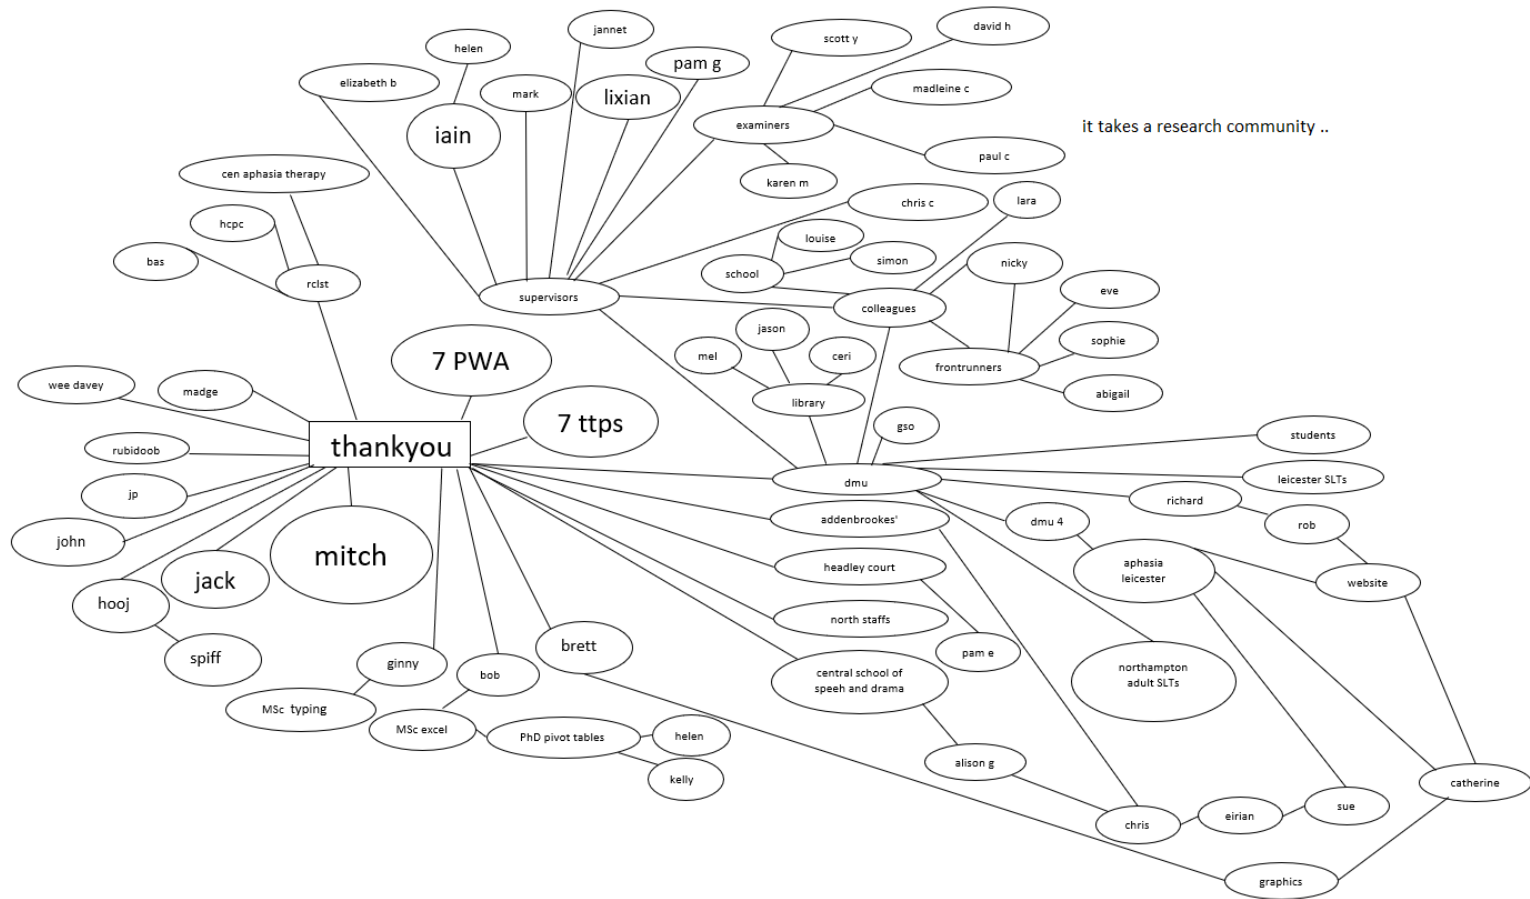 jannet
david h
scott y
helen
pam g
elizabeth b
mark
lixian
madleine c
iain
examiners
it takes a research community ..
paul c
cen aphasia therapy
karen m
chris c
lara
hcpc
louise
simon
bas
school
nicky
rclst
supervisors
colleagues
eve
jason
sophie
7 PWA
mel
ceri
frontrunners
wee davey
madge
abigail
library
7 ttps
gso
students
thankyou
rubidoob
leicester SLTs
dmu
jp
richard
addenbrookes'
dmu 4
rob
john
mitch
headley court
aphasia
leicester
website
jack
hooj
north staffs
brett
pam e
spiff
ginny
bob
central school of
speeh and drama
northampton
adult SLTs
MSc typing
MSc excel
PhD pivot tables
helen
kelly
alison g
catherine
sue
eirian
chris
graphics